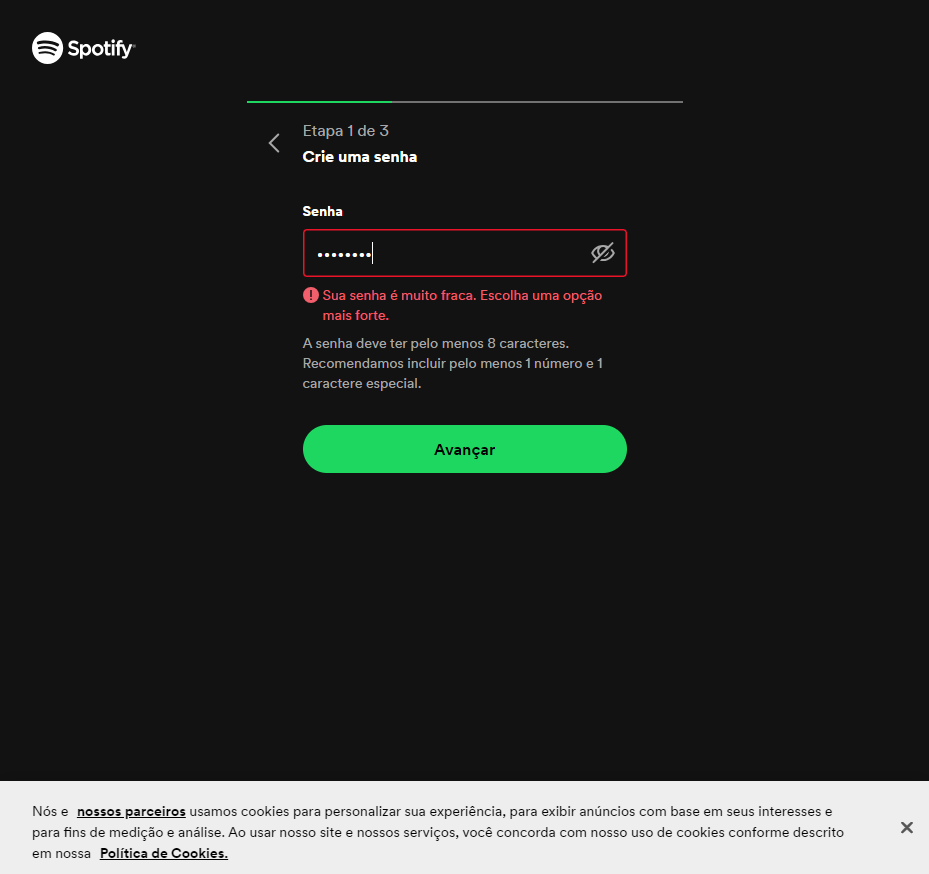 Spotify
Etapa 1 de 3
Crie uma senha
Senha
••••••••
Sua senha é muito fraca. Escolha uma opção
mais forte.
A senha deve ter pelo menos 8 caracteres.
Recomendamos incluir pelo menos 1 número e 1
caractere especial.
Avançar
Nós e nossos parceiros usamos cookies para personalizar sua experiência, para exibir anúncios com base em seus interesses e
para fins de medição e análise. Ao usar nosso site e nossos serviços, você concorda com nosso uso de cookies conforme descrito
em nossa Política de Cookies.